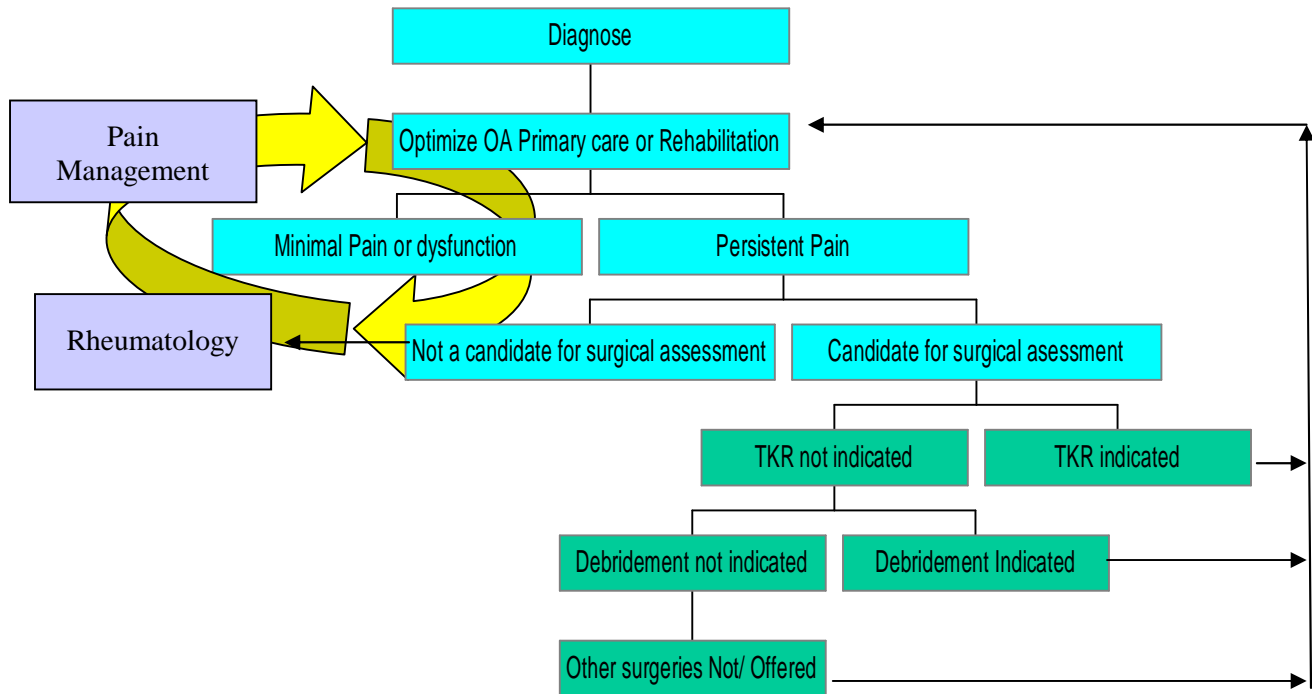 Diagnose
Pain
Management
Optimize OA Primary care or Rehabilitation
Minimal Pain or dysfunction
Persistent Pain
Rheumatology
Not a candidate for surgical assessment
Candidate for surgical asessment
TKR not indicated
TKR indicated
Debridement not indicated
Debridement Indicated
Other surgeries Not/ Offered